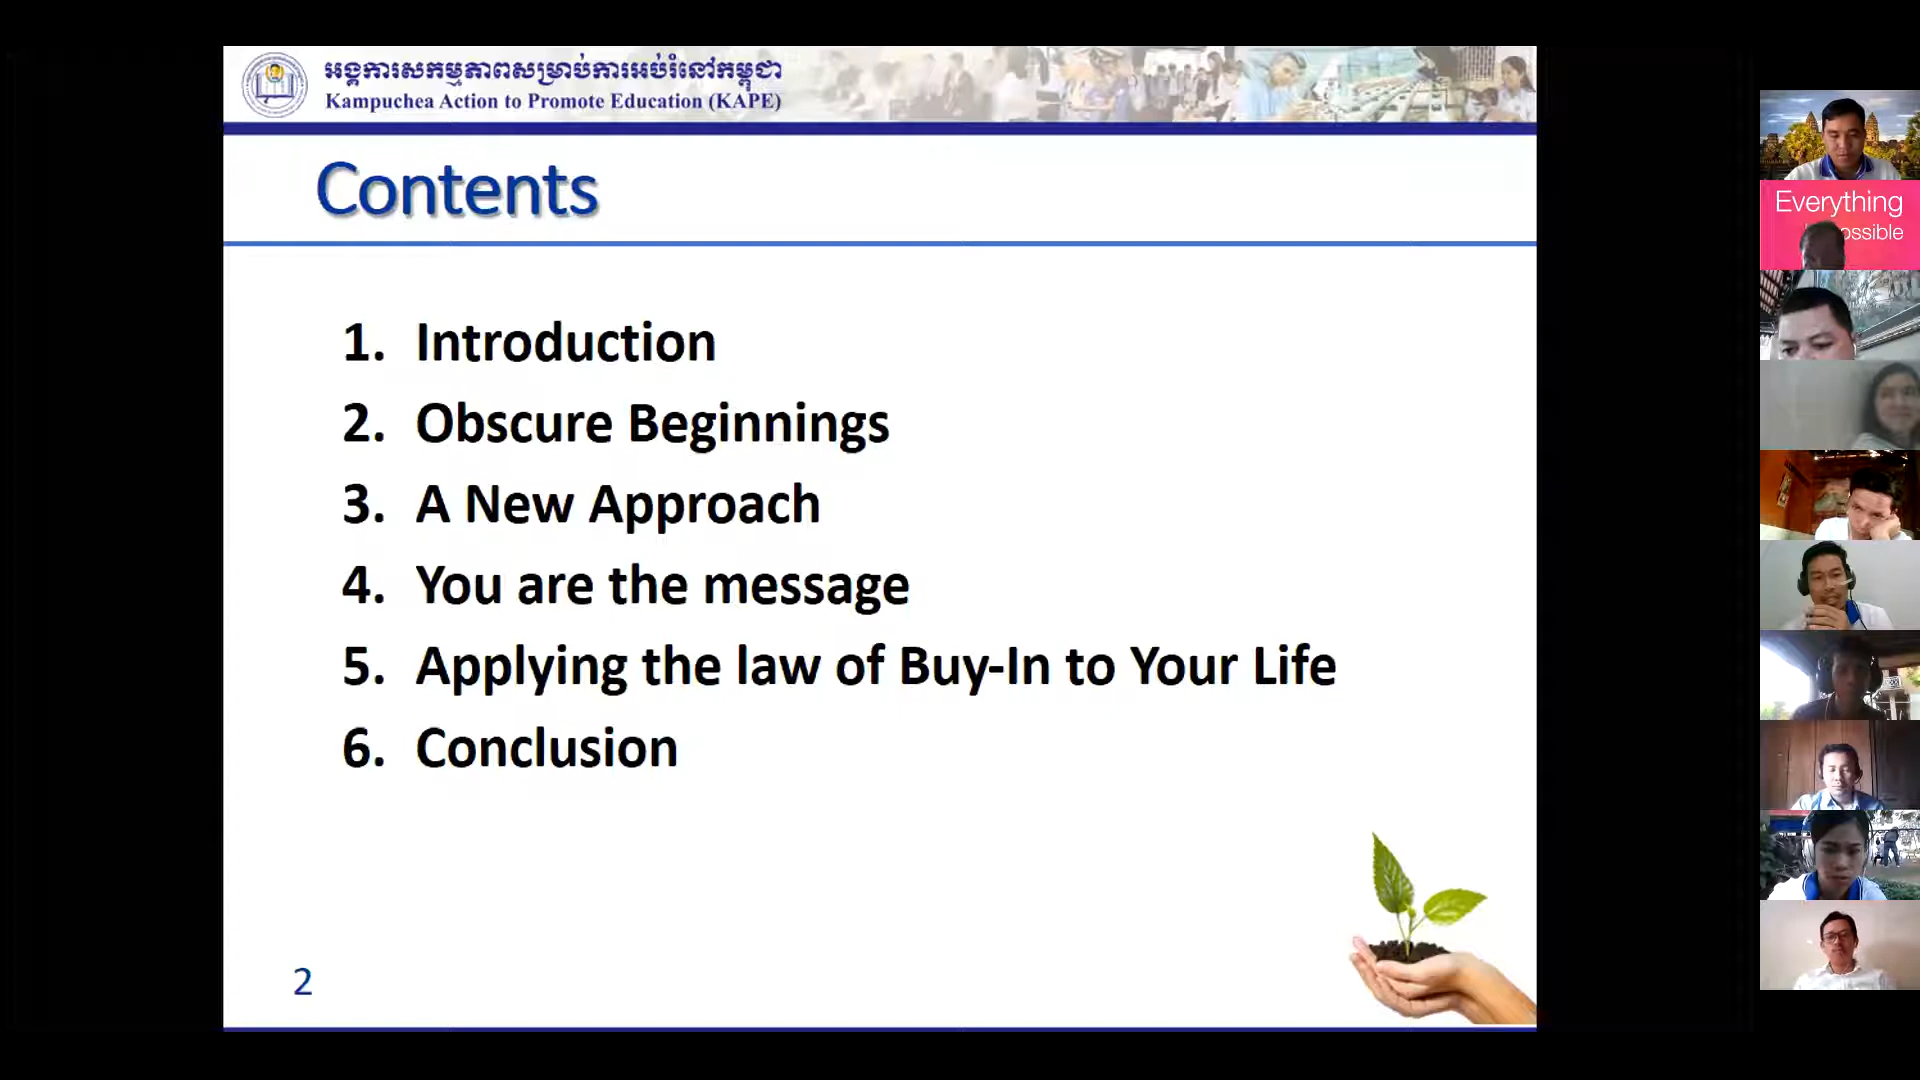 អង្គការសកម្មភាពសម្រាប់ការអប់រំនៅកម្ពុជា
Kampuchea Action to Promote Education (KAPE)
Contents
1. Introduction
2. Obscure Beginnings
3. A New Approach
4. You are the message
5. Applying the law of Buy-In to Your Life
6. Conclusion
2
Everything